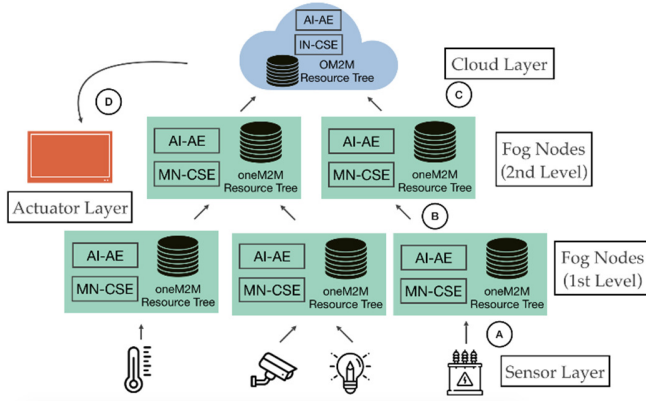 AI-AE
IN-CSE
OM2M
Resource Tree
Cloud Layer
C
D
AI-AE
MN-CSE
oneM2M
Resource Tree
AI-AE
MN-CSE
oneM2M
Resource Tree
Fog Nodes
(2nd Level)
Actuator Layer
B
AI-AE
MN-CSE
oneM2M
Resource Tree
AI-AE
MN-CSE
oneM2M
Resource Tree
AI-AE
MN-CSE
oneM2M
Resource Tree
Fog Nodes
(1st Level)
A
Sensor Layer